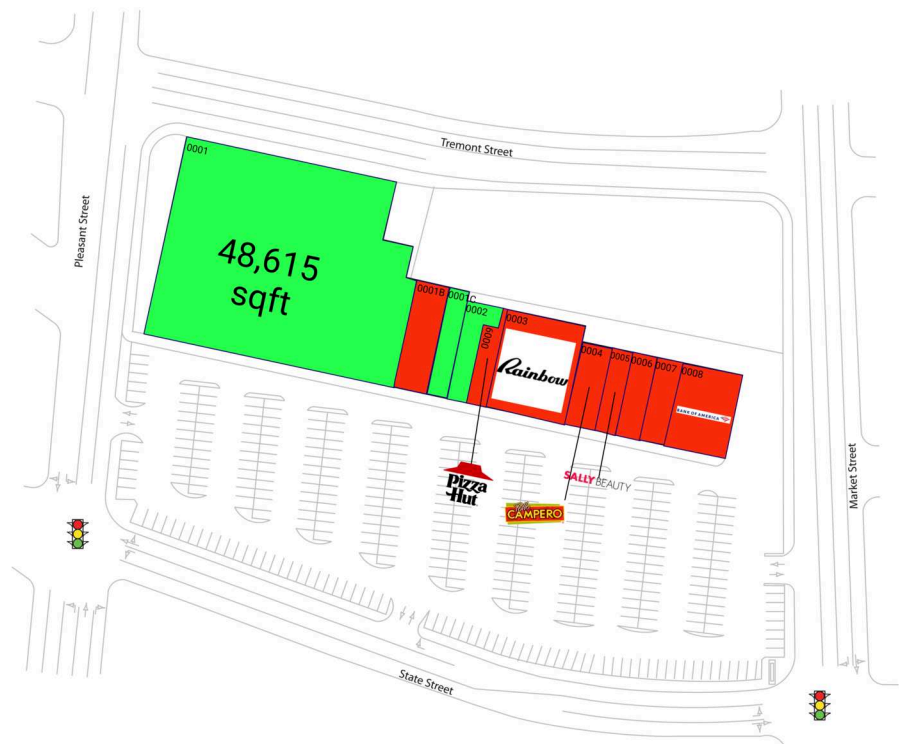 Tremont Street
0001
Pleasant Street
48,615
sqft
0001B
0001C
0002
0009
0003
Rainbow
0004
0005
0006
0007
0008
BANK OF AMERICA
Pizza
Hut
SALLY BEAUTY
CAMPERO
Market Street
State Street